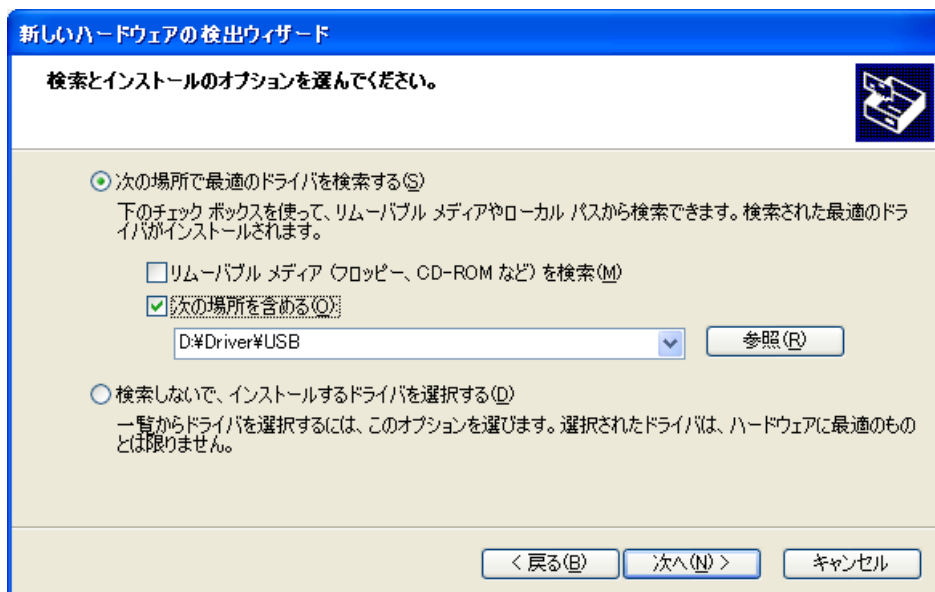 新しいハードウェアの検出ウィザード
検索とインストールのオプションを選んでください。
次の場所で最適のドライバを検索する(S)
下のチェック ボックスを使って、リムーバブル メディアやローカル パスから検索できます。検索された最適のドラ
イバがインストールされます。
リムーバブル メディア (フロッピー、CD-ROM など) を検索(M)
次の場所を含める(O):
D:¥Driver¥USB
参照(R)
検索しないで、インストールするドライバを選択する(D)
一覧からドライバを選択するには、このオプションを選びます。選択されたドライバは、ハードウェアに最適のもの
とは限りません。
< 戻る(B) 次へ(N) > キャンセル